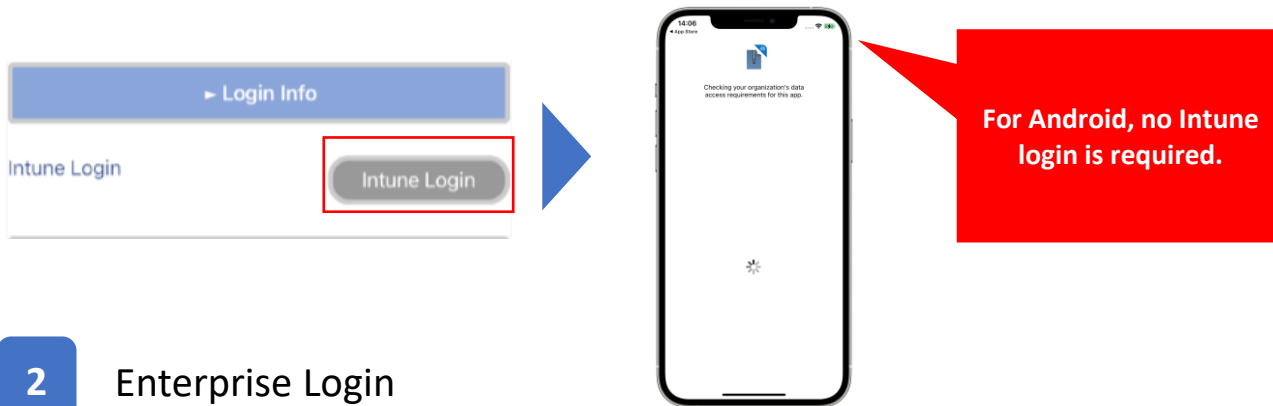 ► Login Info
Intune Login
Intune Login
14:06
◄ App Store
Checking your organization's data
access requirements for this app.
For Android, no Intune
login is required.
2
Enterprise Login